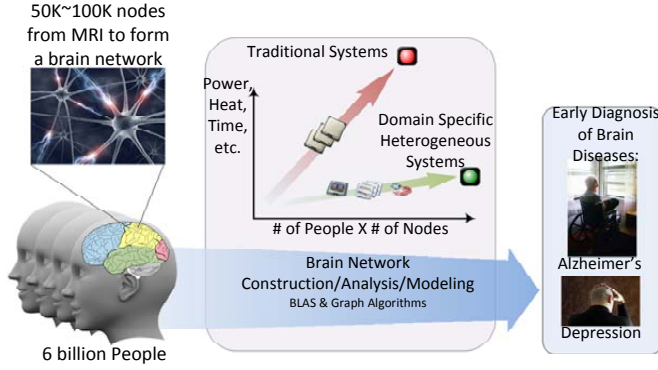 50K~100K nodes
from MRI to form
a brain network
6 billion People
Traditional Systems
Power,
Heat,
Time,
etc.
Domain Specific
Heterogeneous
Systems
# of People X # of Nodes
Brain Network
Construction/Analysis/Modeling
BLAS & Graph Algorithms
Early Diagnosis
of Brain
Diseases:
Alzheimer's
Depression